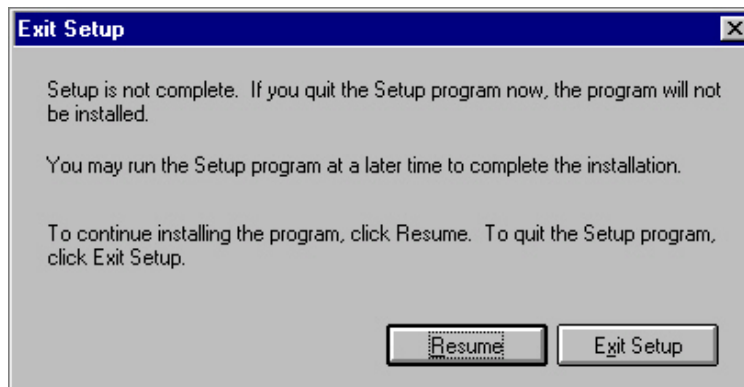 Exit Setup
Setup is not complete.  If you quit the Setup program now, the program will not
be installed.
You may run the Setup program at a later time to complete the installation.
To continue installing the program, click Resume.  To quit the Setup program,
click Exit Setup.
Resume
Exit Setup